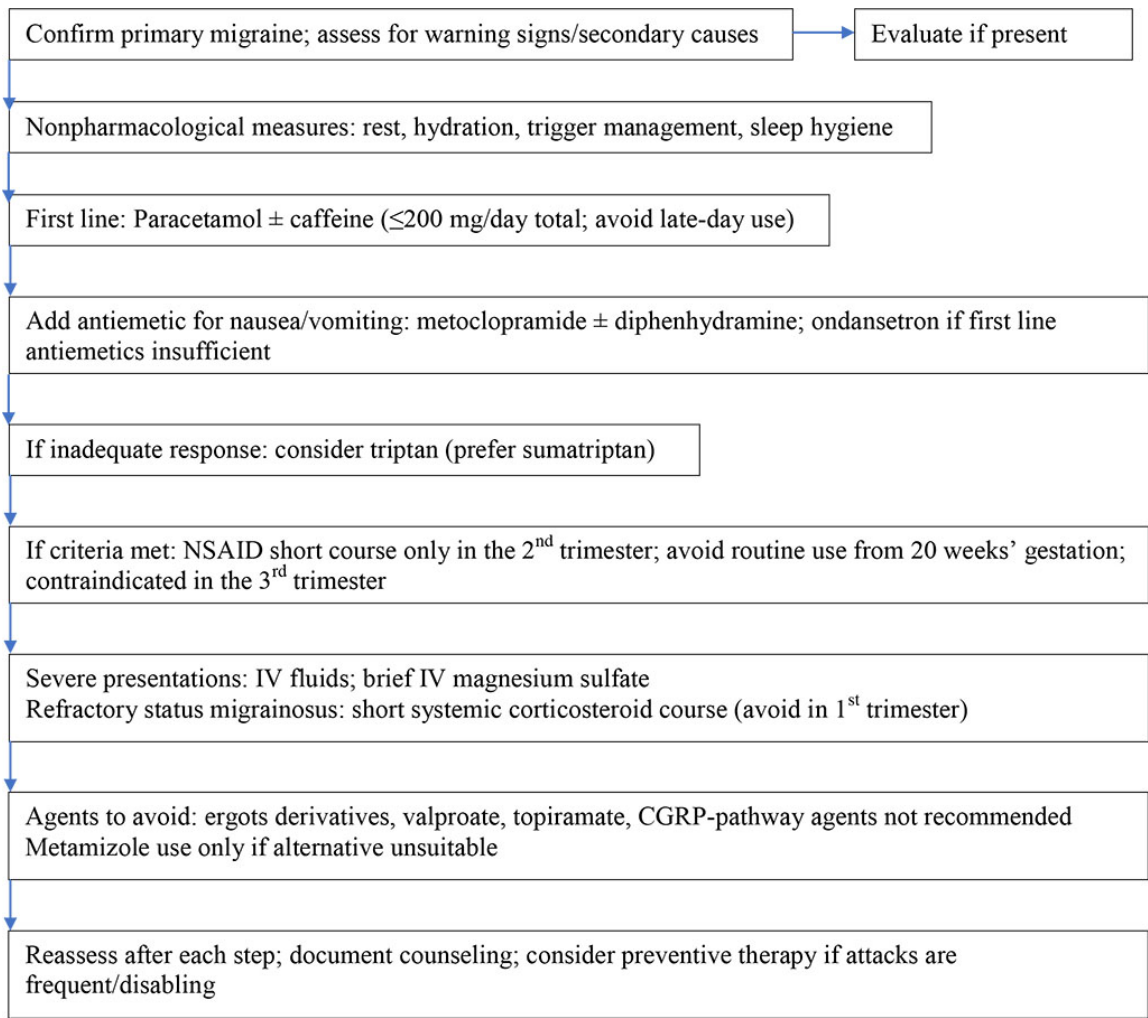 Confirm primary migraine; assess for warning signs/secondary causes
Evaluate if present
Nonpharmacological measures: rest, hydration, trigger management, sleep hygiene
First line: Paracetamol ± caffeine (≤200 mg/day total; avoid late-day use)
Add antiemetic for nausea/vomiting: metoclopramide ± diphenhydramine; ondansetron if first line
antiemetics insufficient
If inadequate response: consider triptan (prefer sumatriptan)
If criteria met: NSAID short course only in the 2nd trimester; avoid routine use from 20 weeks’ gestation;
contraindicated in the 3rd trimester
Severe presentations: IV fluids; brief IV magnesium sulfate
Refractory status migrainosus: short systemic corticosteroid course (avoid in 1st trimester)
Agents to avoid: ergots derivatives, valproate, topiramate, CGRP-pathway agents not recommended
Metamizole use only if alternative unsuitable
Reassess after each step; document counseling; consider preventive therapy if attacks are
frequent/disabling